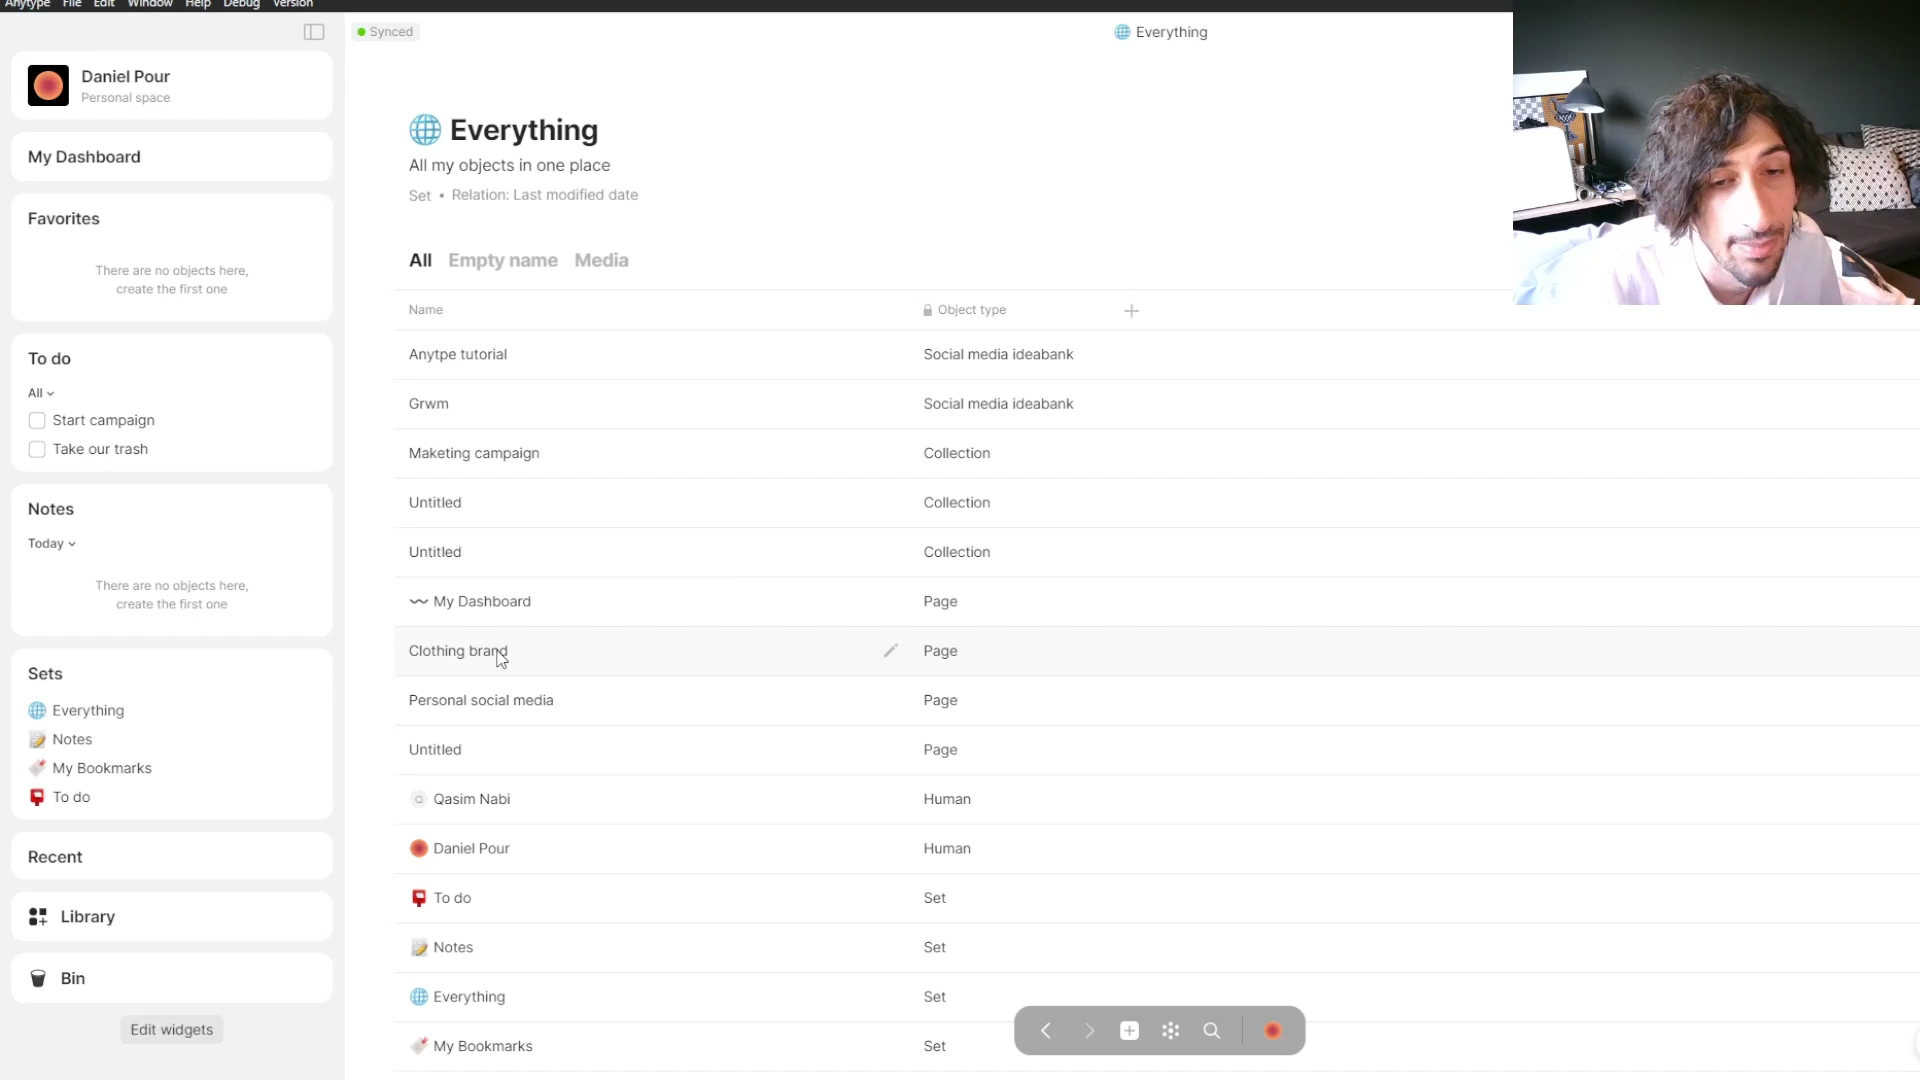 Anytype File Edit Window Help Debug Version
Synced
Everything
Daniel Pour
Personal space
My Dashboard
Favorites
There are no objects here,
create the first one
To do
All
Start campaign
Take our trash
Notes
Today
There are no objects here,
create the first one
Sets
Everything
Notes
My Bookmarks
To do
Recent
Library
Bin
Edit widgets
Everything
All my objects in one place
Set • Relation: Last modified date
All Empty name Media
Name Object type
Anytpe tutorial Social media ideabank
Grwm Social media ideabank
Maketing campaign Collection
Untitled Collection
Untitled Collection
My Dashboard Page
Clothing brand Page
Personal social media Page
Untitled Page
Q Qasim Nabi Human
Daniel Pour Human
To do Set
Notes Set
Everything Set
My Bookmarks Set